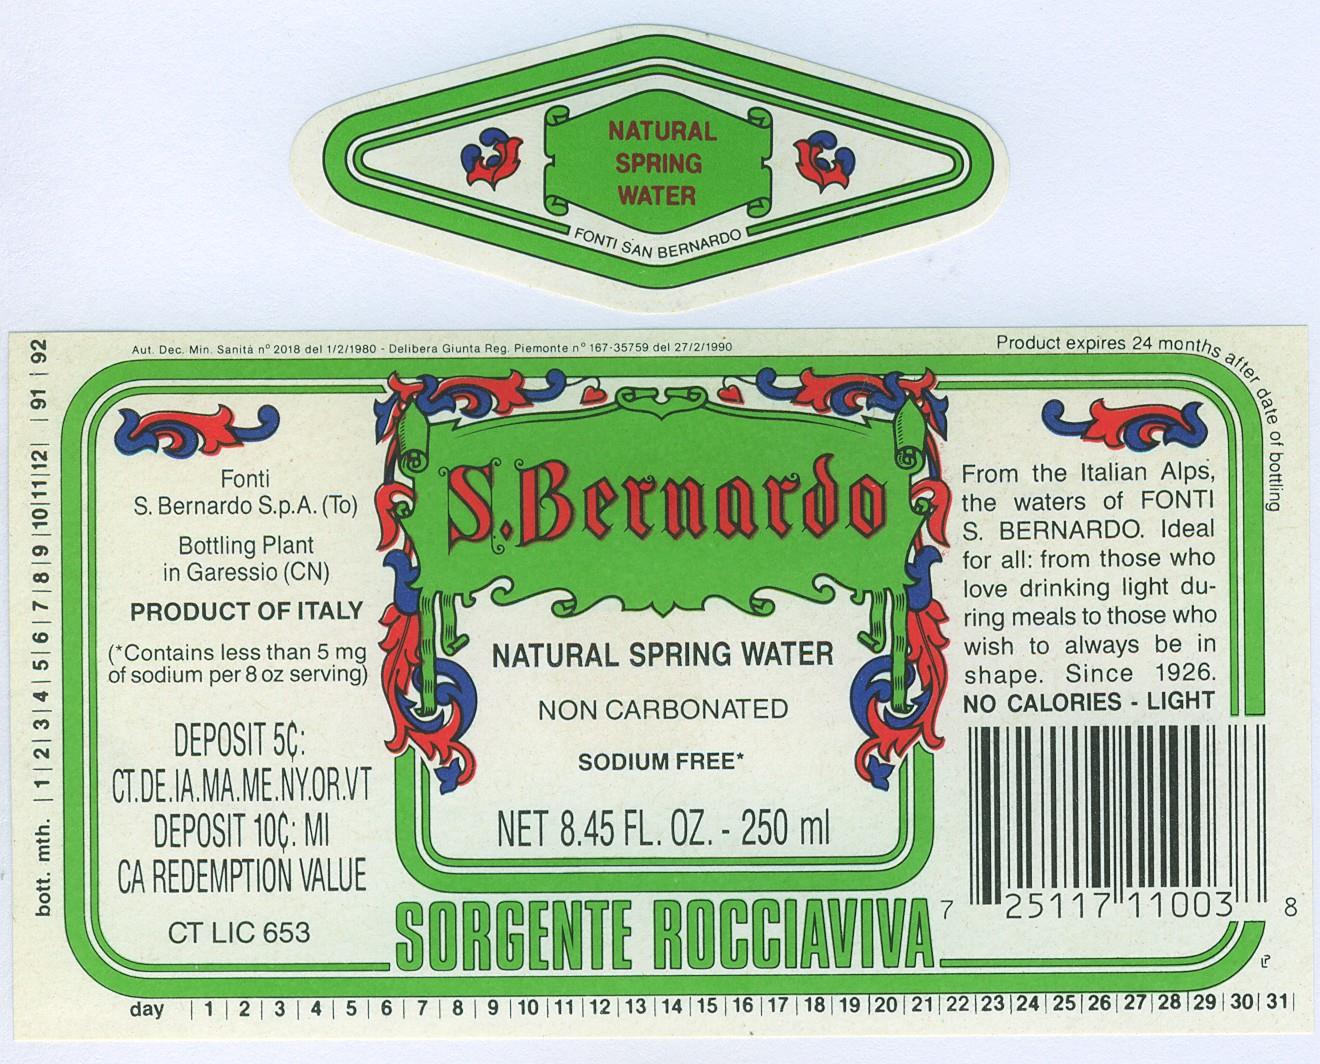 NATURAL
SPRING
WATER
FONTI SAN BERNARDO
Aut. Dec. Min. Sanità n° 2018 del 1/2/1980 - Delibera Giunta Reg. Piemonte n° 167-35759 del 27/2/1990
Product expires 24 months after date of bottling
bott. mth. | 1 | 2 | 3 | 4 | 5 | 6 | 7 | 8 | 9 | 10 | 11 | 12 | | 91 | 92
Fonti
S. Bernardo S.p.A. (To)
Bottling Plant
in Garessio (CN)
PRODUCT OF ITALY
(*Contains less than 5 mg
of sodium per 8 oz serving)
DEPOSIT 5¢:
CT.DE.IA.MA.ME.NY.OR.VT
DEPOSIT 10¢: MI
CA REDEMPTION VALUE
CT LIC 653
S.Bernardo
NATURAL SPRING WATER
NON CARBONATED
SODIUM FREE*
NET 8.45 FL. OZ. - 250 ml
SORGENTE ROCCIAVIVA
From the Italian Alps,
the waters of FONTI
S. BERNARDO. Ideal
for all: from those who
love drinking light du-
ring meals to those who
wish to always be in
shape. Since 1926.
NO CALORIES - LIGHT
7 25117 11003 8
day | 1 | 2 | 3 | 4 | 5 | 6 | 7 | 8 | 9 | 10 | 11 | 12 | 13 | 14 | 15 | 16 | 17 | 18 | 19 | 20 | 21 | 22 | 23 | 24 | 25 | 26 | 27 | 28 | 29 | 30 | 31 |